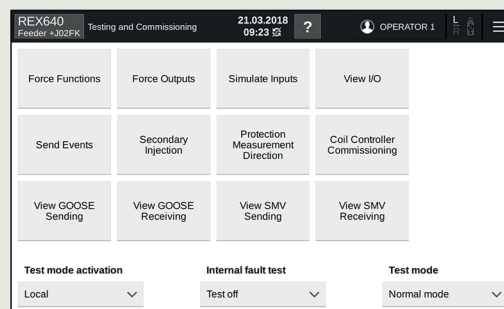 REX640
Feeder +J02FK
Testing and Commissioning
21.03.2018
09:23
?
OPERATOR 1
L
R
Force Functions
Force Outputs
Simulate Inputs
View I/O
Send Events
Secondary
Injection
Protection
Measurement
Direction
Coil Controller
Commissioning
View GOOSE
Sending
View GOOSE
Receiving
View SMV
Sending
View SMV
Receiving
Test mode activation
Internal fault test
Test mode
Local
Test off
Normal mode